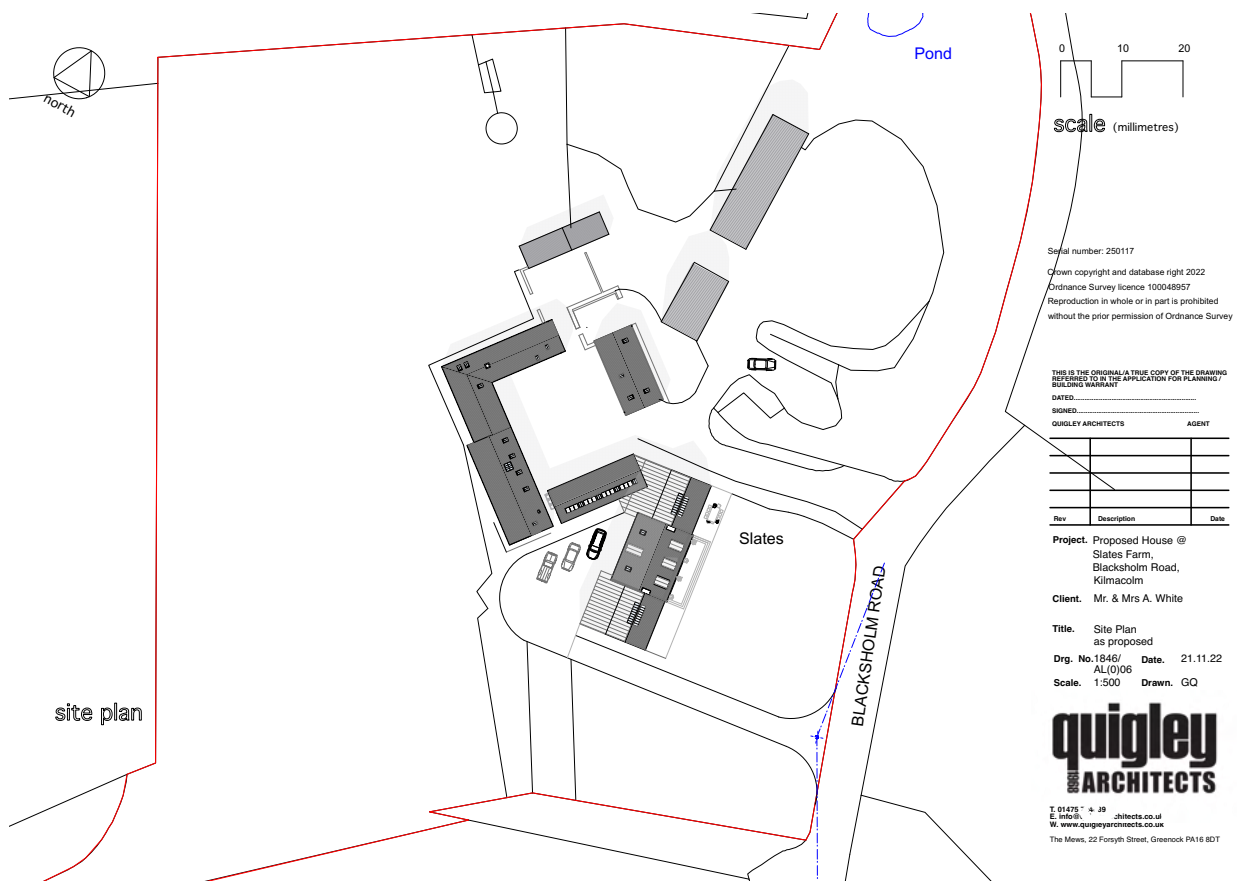 Pond
0 10 20
scale (millimetres)
north
Serial number: 250117
Crown copyright and database right 2022
Ordnance Survey licence 100048957
Reproduction in whole or in part is prohibited
without the prior permission of Ordnance Survey
THIS IS THE ORIGINAL/A TRUE COPY OF THE DRAWING
REFERRED TO IN THE APPLICATION FOR PLANNING /
BUILDING WARRANT
DATED
SIGNED
QUIGLEY ARCHITECTS AGENT
Rev Description Date
Slates
BLACKSHOLM ROAD
site plan
Project. Proposed House @
Slates Farm,
Blacksholm Road,
Kilmacolm
Client. Mr. & Mrs A. White
Title. Site Plan
as proposed
Drg. No. 1846/ Date. 21.11.22
AL(0)06
Scale. 1:500 Drawn. GQ
quigley
1968 ARCHITECTS
T. 01475
E.
W. www.quigleyarchitects.co.uk
The Mews, 22 Forsyth Street, Greenock PA16 8DT